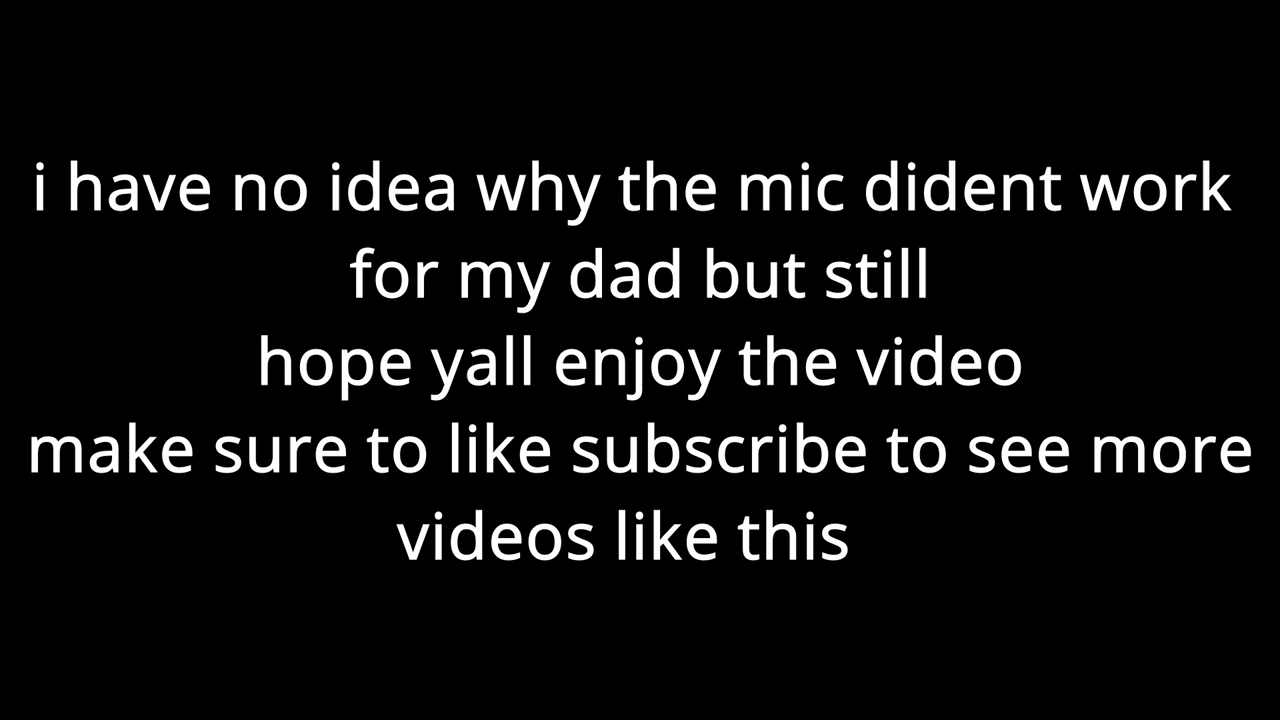 i have no idea why the mic dident work
for my dad but still
hope yall enjoy the video
make sure to like subscribe to see more
videos like this